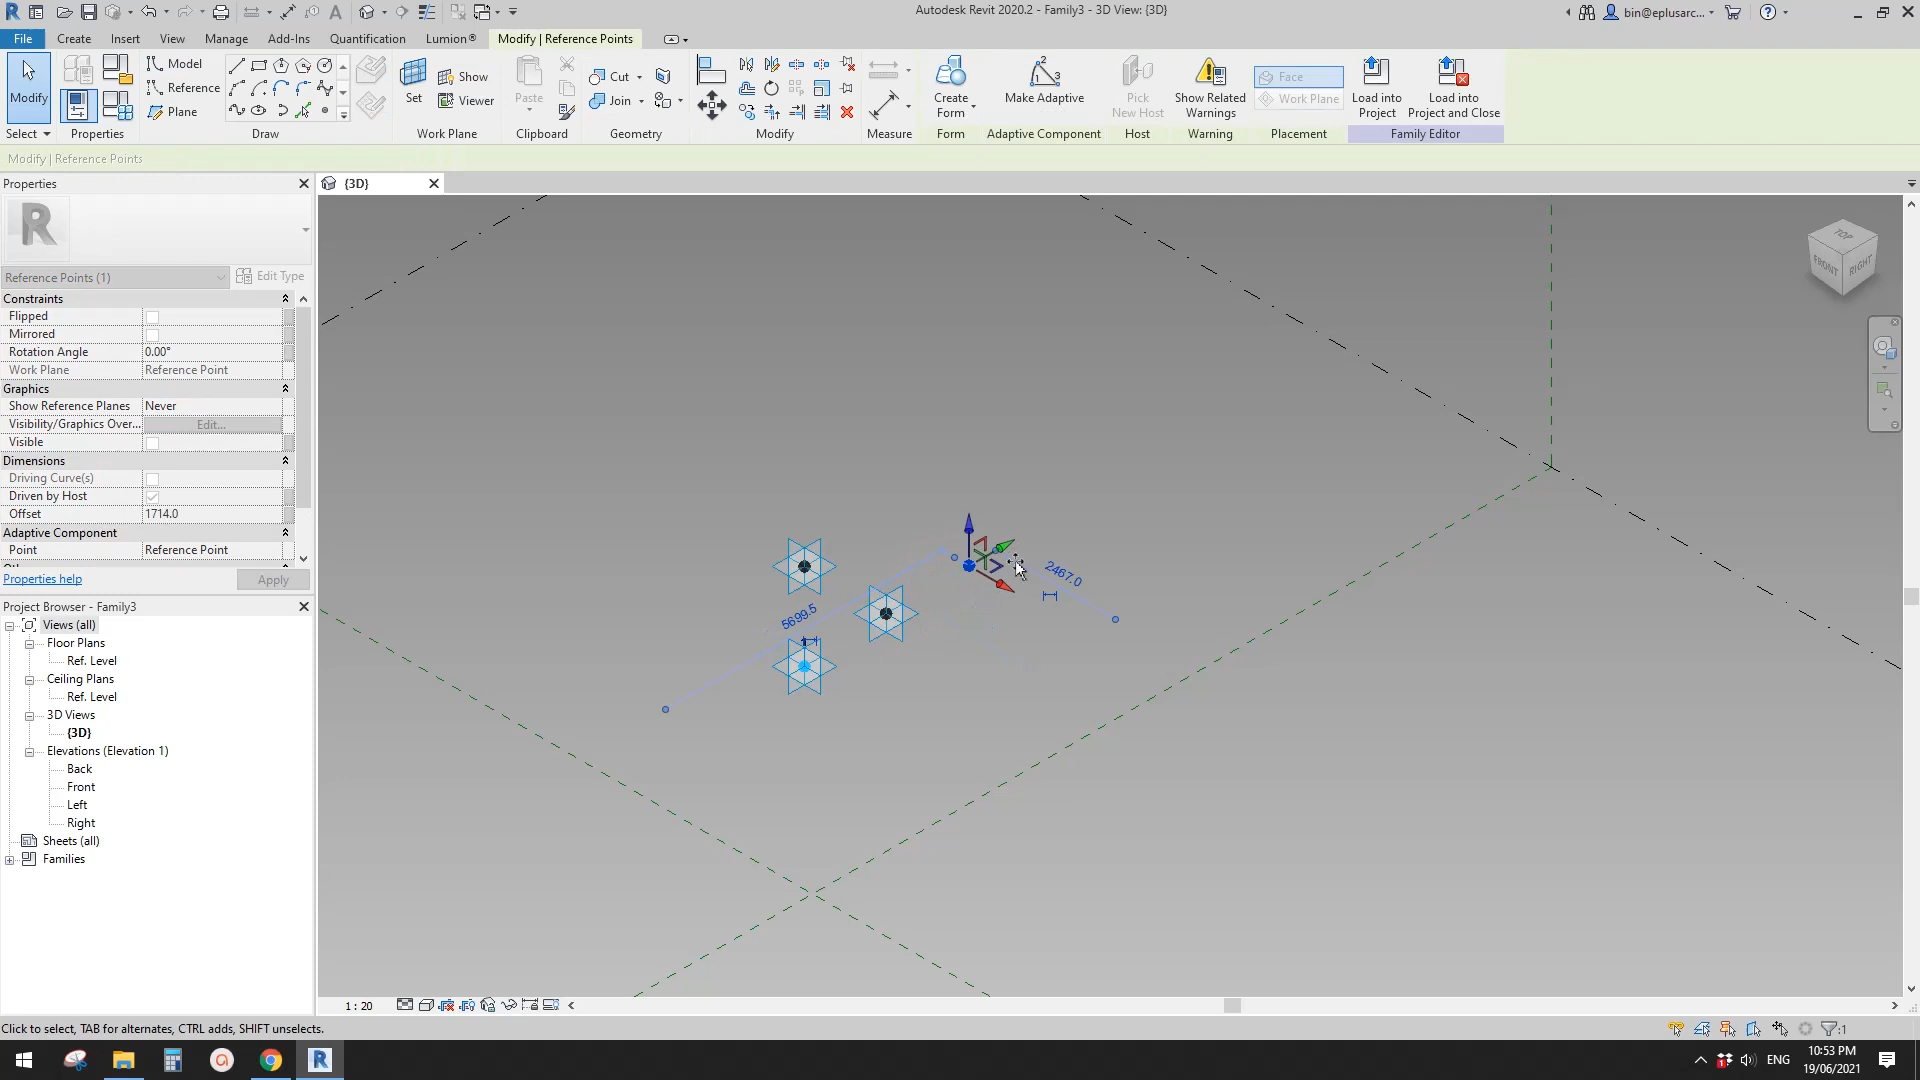 Autodesk Revit 2020.2 - Family3 - 3D View: {3D}
bin@eplusarc...
File
Create
Insert
View
Manage
Add-Ins
Quantification
Lumion®
Modify | Reference Points
Modify
Model
Reference
Plane
Set
Show
Viewer
Paste
Cut
Join
Create
Form
Make Adaptive
Pick
New Host
Show Related
Warnings
Face
Work Plane
Load into
Project
Load into
Project and Close
Select
Properties
Draw
Work Plane
Clipboard
Geometry
Modify
Measure
Form
Adaptive Component
Host
Warning
Placement
Family Editor
Modify | Reference Points
Properties
{3D}
R
Reference Points (1)
Edit Type
Constraints
Flipped
Mirrored
Rotation Angle
0.00°
Work Plane
Reference Point
Graphics
Show Reference Planes
Never
Visibility/Graphics Over...
Edit...
Visible
Dimensions
Driving Curve(s)
Driven by Host
Offset
1714.0
Adaptive Component
Point
Reference Point
Properties help
Apply
Project Browser - Family3
Views (all)
Floor Plans
Ref. Level
Ceiling Plans
Ref. Level
3D Views
{3D}
Elevations (Elevation 1)
Back
Front
Left
Right
Sheets (all)
Families
TOP
FRONT
RIGHT
5699.5
2467.0
1 : 20
Click to select, TAB for alternates, CTRL adds, SHIFT unselects.
:1
ENG
10:53 PM
19/06/2021